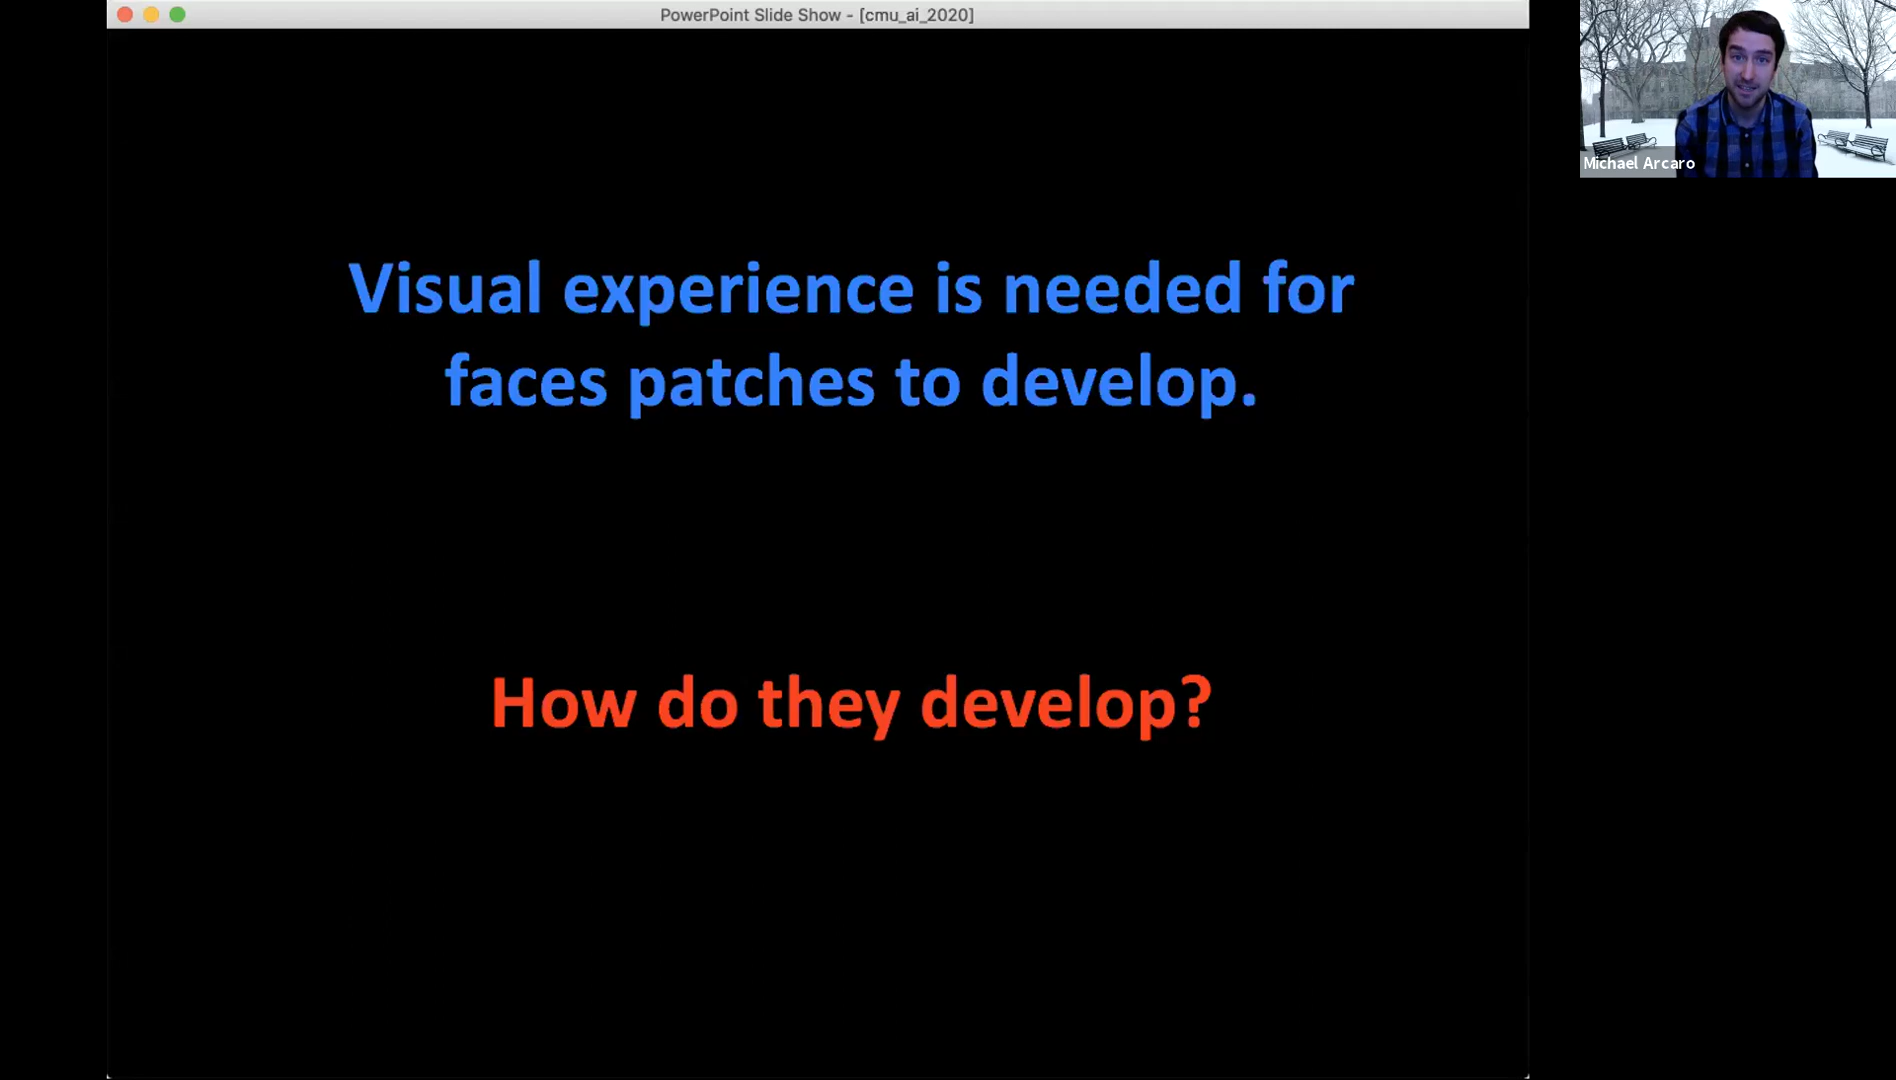 PowerPoint Slide Show - [cmu_ai_2020]
Michael Arcaro
Visual experience is needed for
faces patches to develop.
How do they develop?